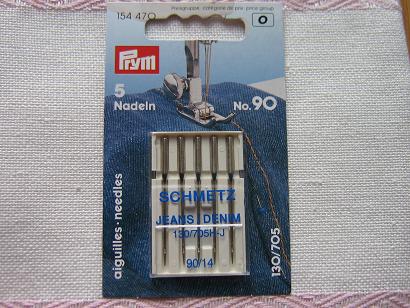 154 470
Preisgruppe, catégorie de prix, price group
O
Prym
5
Nadeln
No. 90
aiguilles · needles
SCHMETZ
JEANS / DENIM
130/705H-J
90/14
130/705